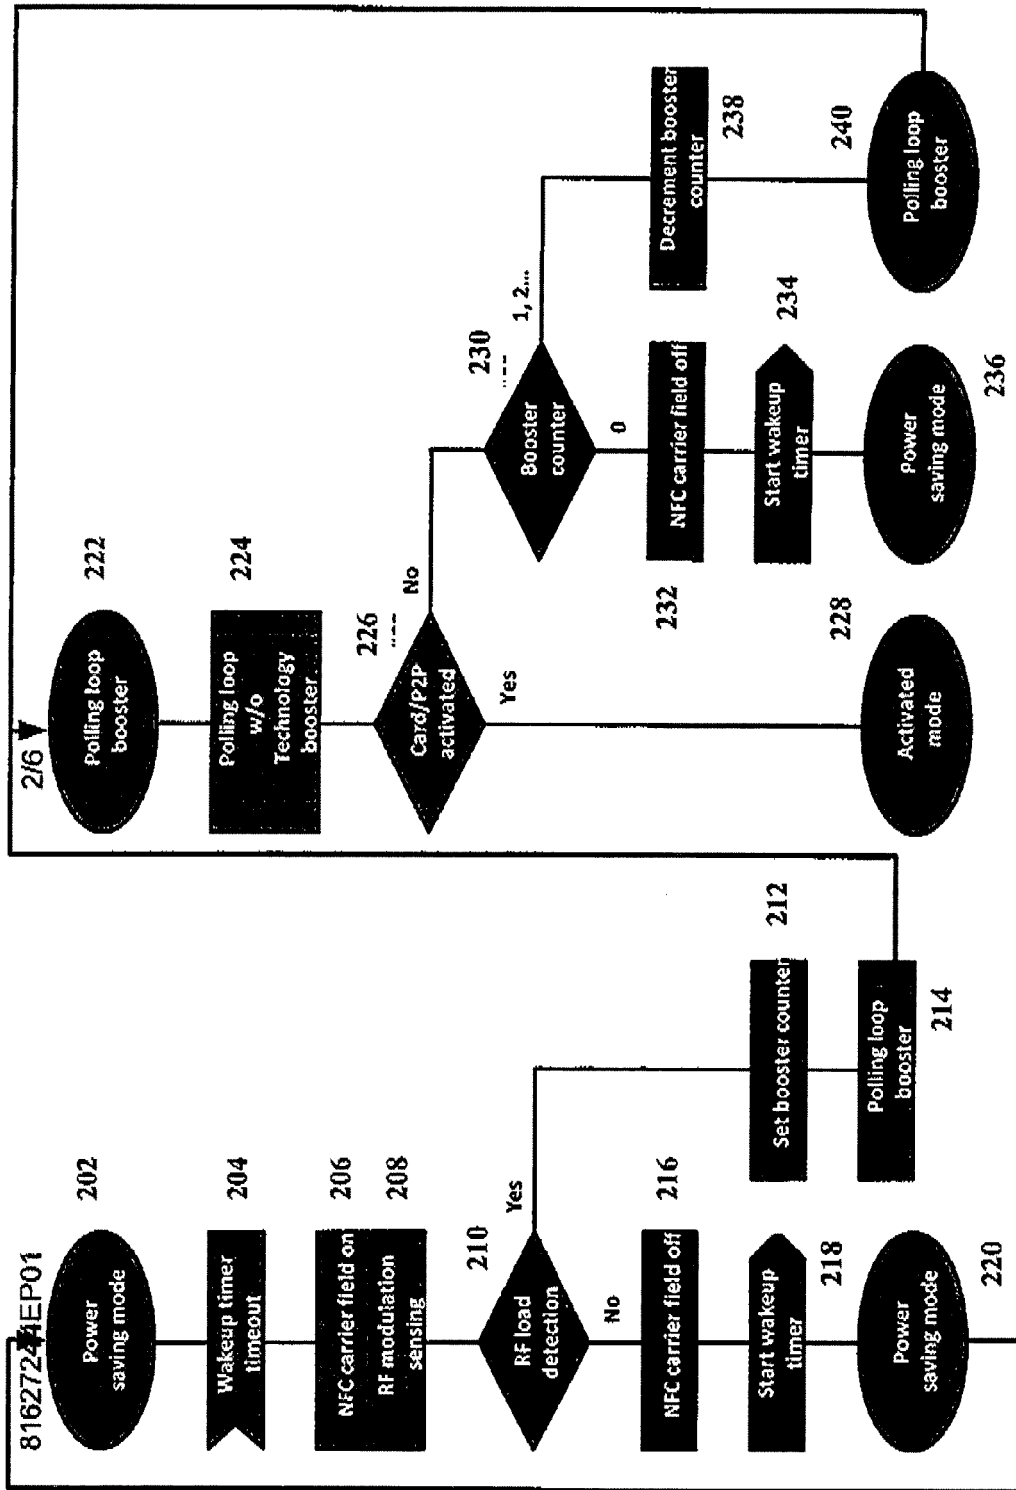 81627244EP01
2/6
Power
saving mode
202
Wakeup timer
timeout
204
NFC carrier field on
206
RF modulation
sensing
208
RF load
detection
210
Yes
No
Set booster counter
212
Polling loop
booster
214
NFC carrier field off
216
Start wakeup
timer
218
Power
saving mode
220
Polling loop
booster
222
Polling loop
w/o
Technology
booster
224
Card/P2P
activated
226
Yes
No
Activated
mode
228
Booster
counter
230
0
1, 2...
NFC carrier field off
232
Start wakeup
timer
234
Power
saving mode
236
Decrement booster
counter
238
Polling loop
booster
240